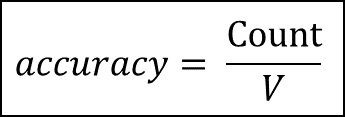 accuracy = Count / V